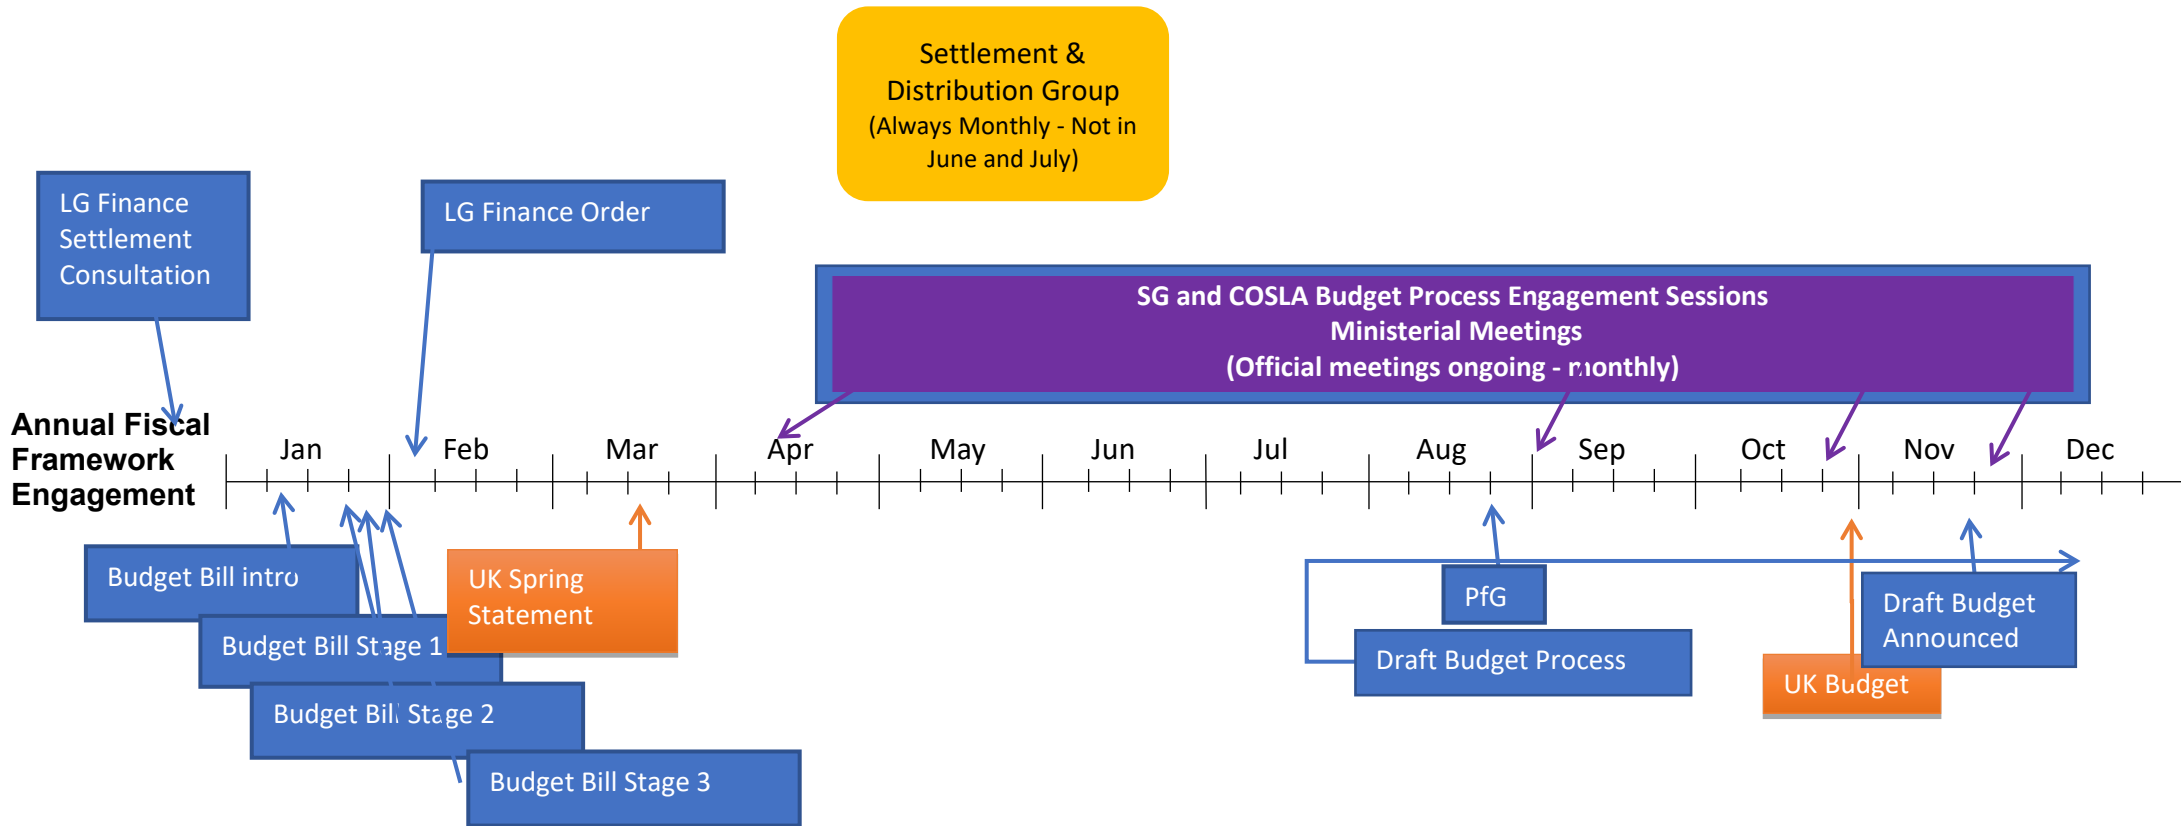 Settlement &
Distribution Group
(Always Monthly - Not in
June and July)
LG Finance
Settlement
Consultation
LG Finance Order
SG and COSLA Budget Process Engagement Sessions
Ministerial Meetings
(Official meetings ongoing - monthly)
Annual Fiscal
Framework
Engagement
Jan
Feb
Mar
Apr
May
Jun
Jul
Aug
Sep
Oct
Nov
Dec
Budget Bill intro
Budget Bill Stage 1
Budget Bill Stage 2
Budget Bill Stage 3
UK Spring
Statement
PfG
Draft Budget Process
UK Budget
Draft Budget
Announced